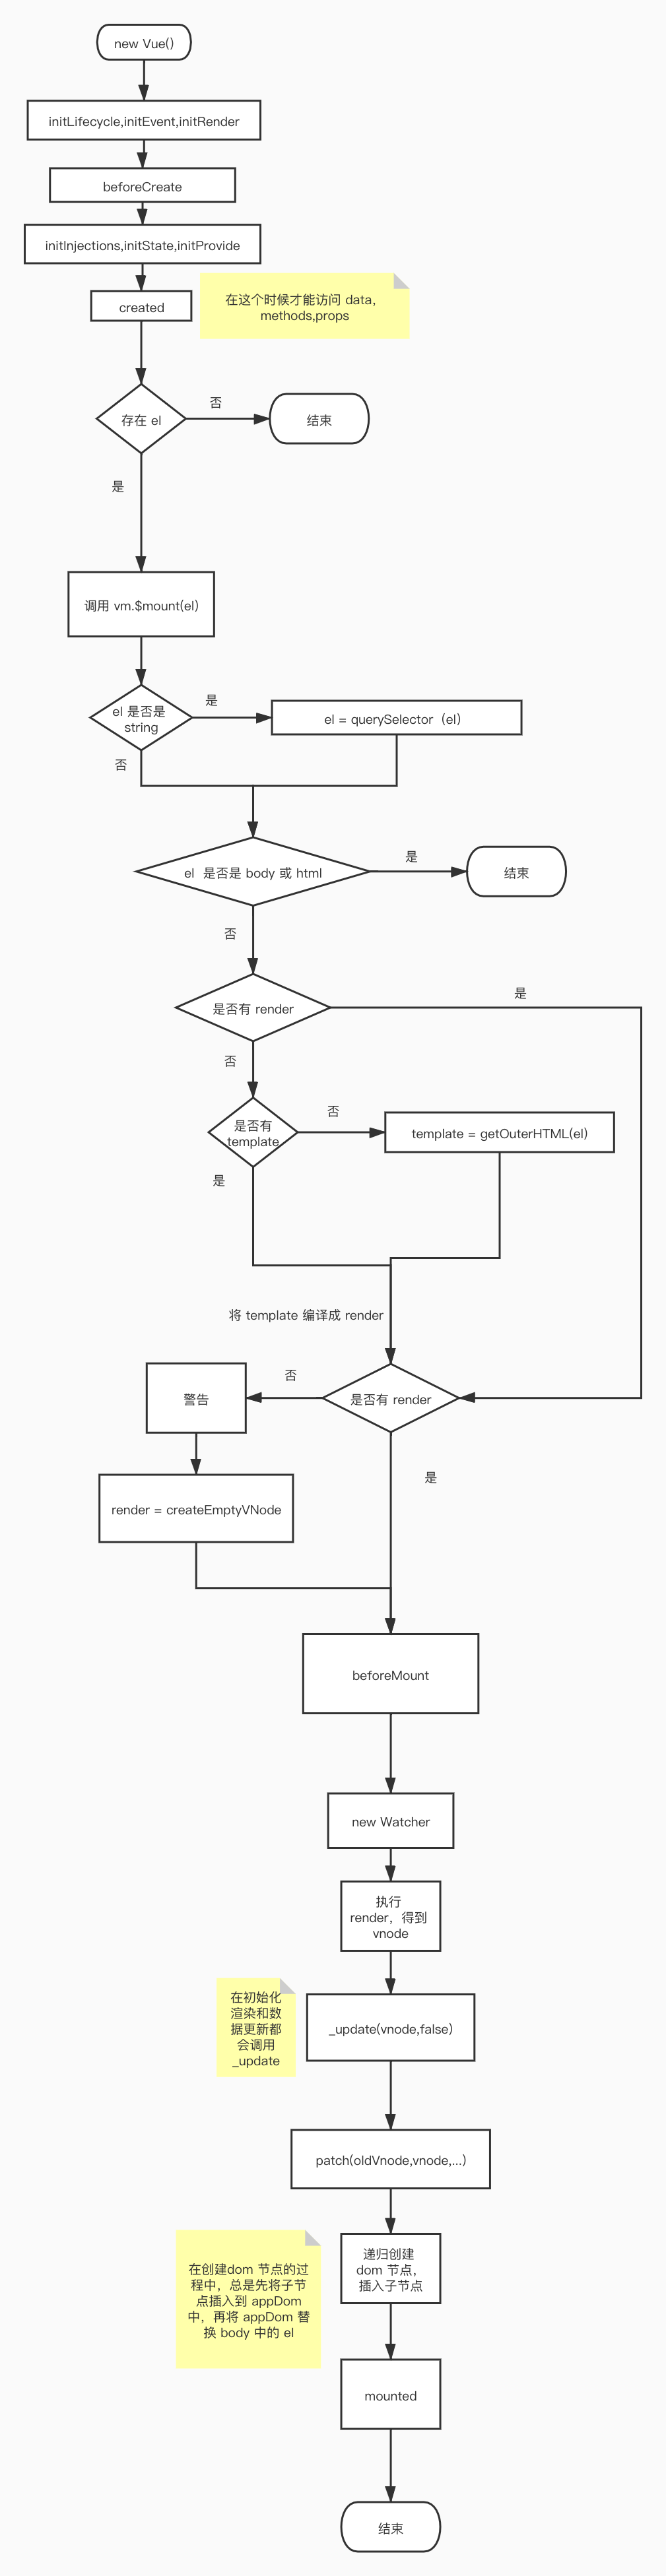 new Vue()
initLifecycle,initEvent,initRender
beforeCreate
initInjections,initState,initProvide
created
在这个时候才能访问 data，
methods,props
存在 el
否
结束
是
调用 vm.$mount(el)
el 是否是
string
是
el = querySelector（el）
否
el 是否是 body 或 html
是
结束
否
是否有 render
是
否
是否有
template
否
template = getOuterHTML(el)
是
将 template 编译成 render
是否有 render
否
警告
是
render = createEmptyVNode
beforeMount
new Watcher
执行
render，得到
vnode
在初始化
渲染和数
据更新都
会调用
_update
_update(vnode,false)
patch(oldVnode,vnode,...)
递归创建
dom 节点，
插入子节点
在创建dom 节点的过
程中，总是先将子节
点插入到 appDom
中，再将 appDom 替
换 body 中的 el
mounted
结束